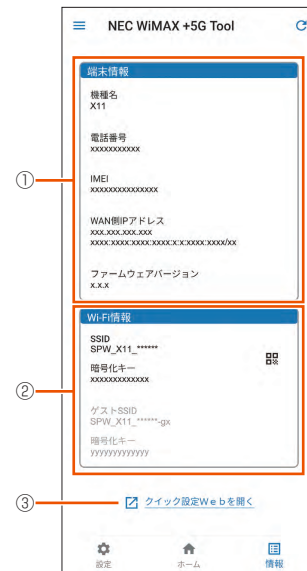 NEC WiMAX +5G Tool
端末情報
機種名
X11
電話番号
xxxxxxxxxxx
①
IMEI
xxxxxxxxxxxxxxx
WAN側IPアドレス
xxx.xxx.xxx.xxx
xxxx:xxxx:xxxx:xxxx:x:x:xxxx:xxxx/xx
ファームウェアバージョン
x.x.x
Wi-Fi情報
SSID
SPW_X11_******
暗号化キー
xxxxxxxxxxxxx
②
ゲストSSID
SPW_X11_******-gx
暗号化キー
yyyyyyyyyyyyy
③
クイック設定Webを開く
設定
ホーム
情報